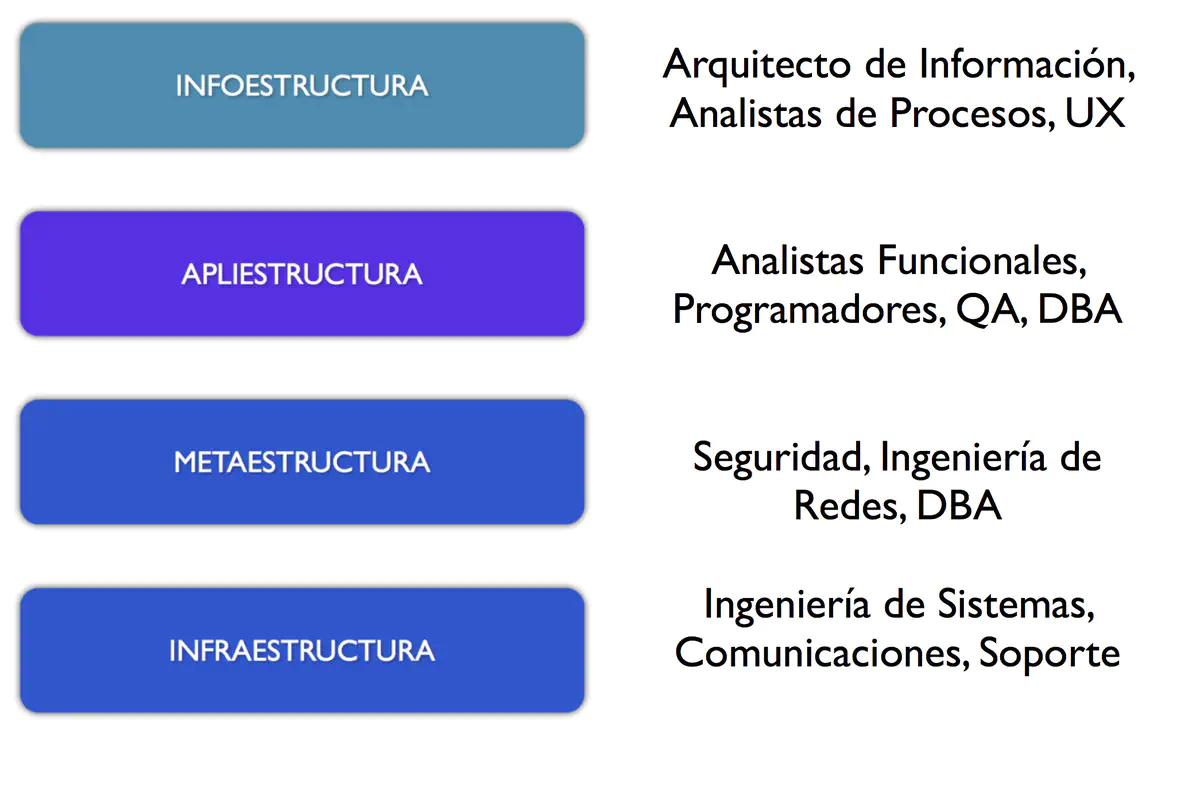 INFOESTRUCTURA
Arquitecto de Información,
Analistas de Procesos, UX
APLIESTRUCTURA
Analistas Funcionales,
Programadores, QA, DBA
METAESTRUCTURA
Seguridad, Ingeniería de
Redes, DBA
INFRAESTRUCTURA
Ingeniería de Sistemas,
Comunicaciones, Soporte